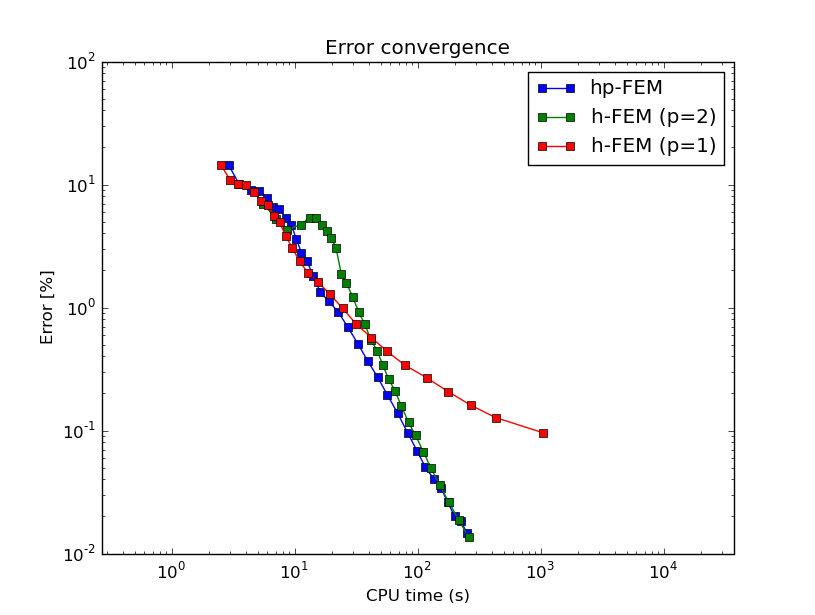 Error convergence
hp-FEM
h-FEM (p=2)
h-FEM (p=1)
Error [%]
10^2
10^1
10^0
10^-1
10^-2
10^0 10^1 10^2 10^3 10^4
CPU time (s)